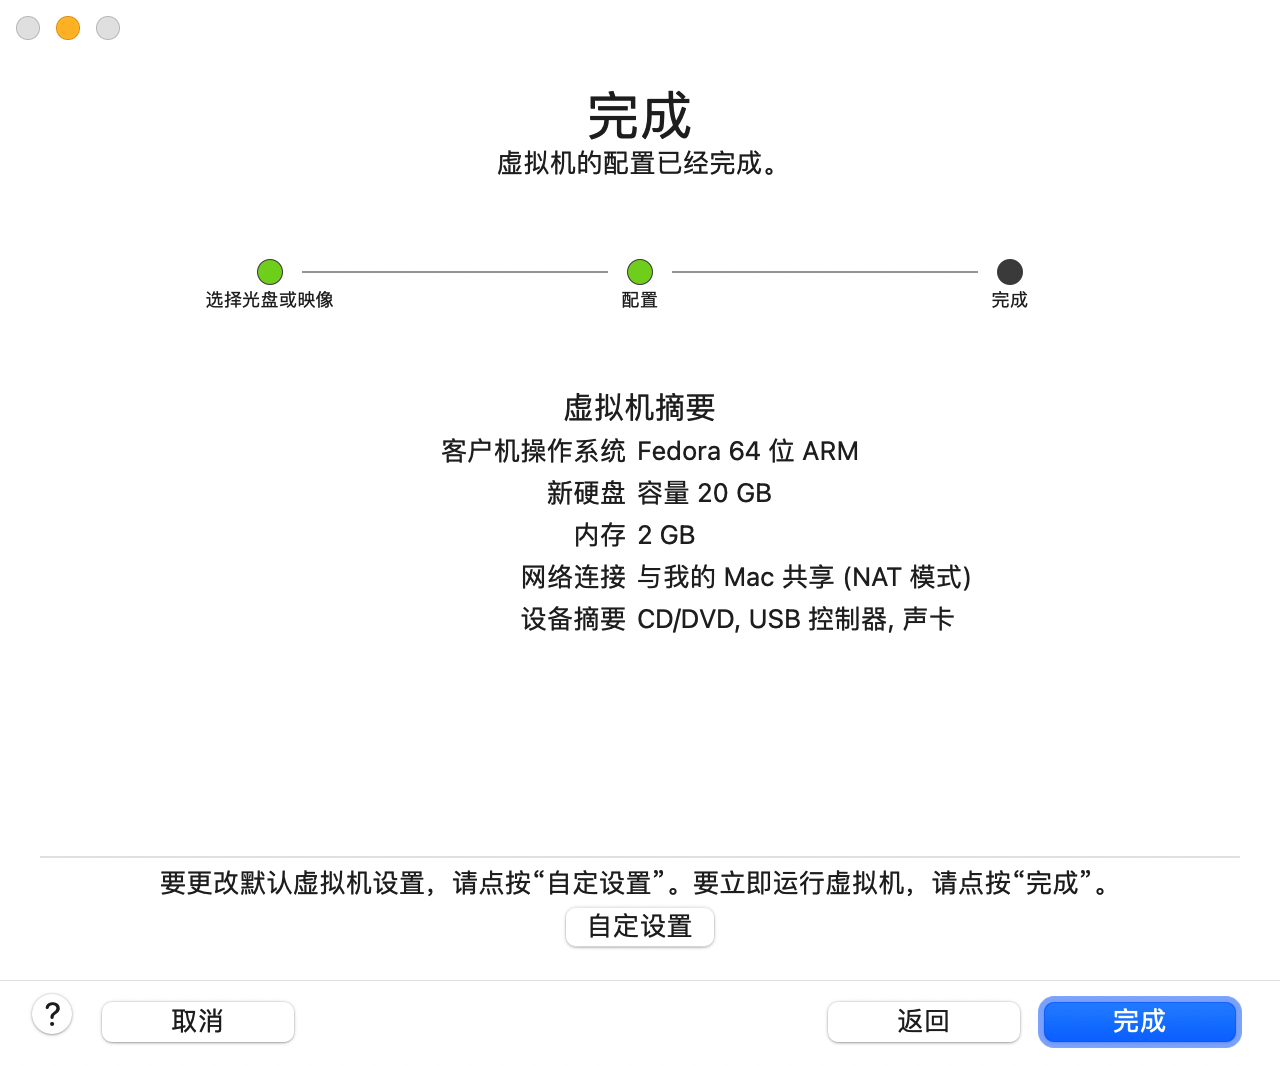 完成
虚拟机的配置已经完成。
选择光盘或映像
配置
完成
虚拟机摘要
客户机操作系统 Fedora 64 位 ARM
新硬盘 容量 20 GB
内存 2 GB
网络连接 与我的 Mac 共享 (NAT 模式)
设备摘要 CD/DVD, USB 控制器, 声卡
要更改默认虚拟机设置，请点按“自定设置”。要立即运行虚拟机，请点按“完成”。
自定设置
? 取消 返回 完成